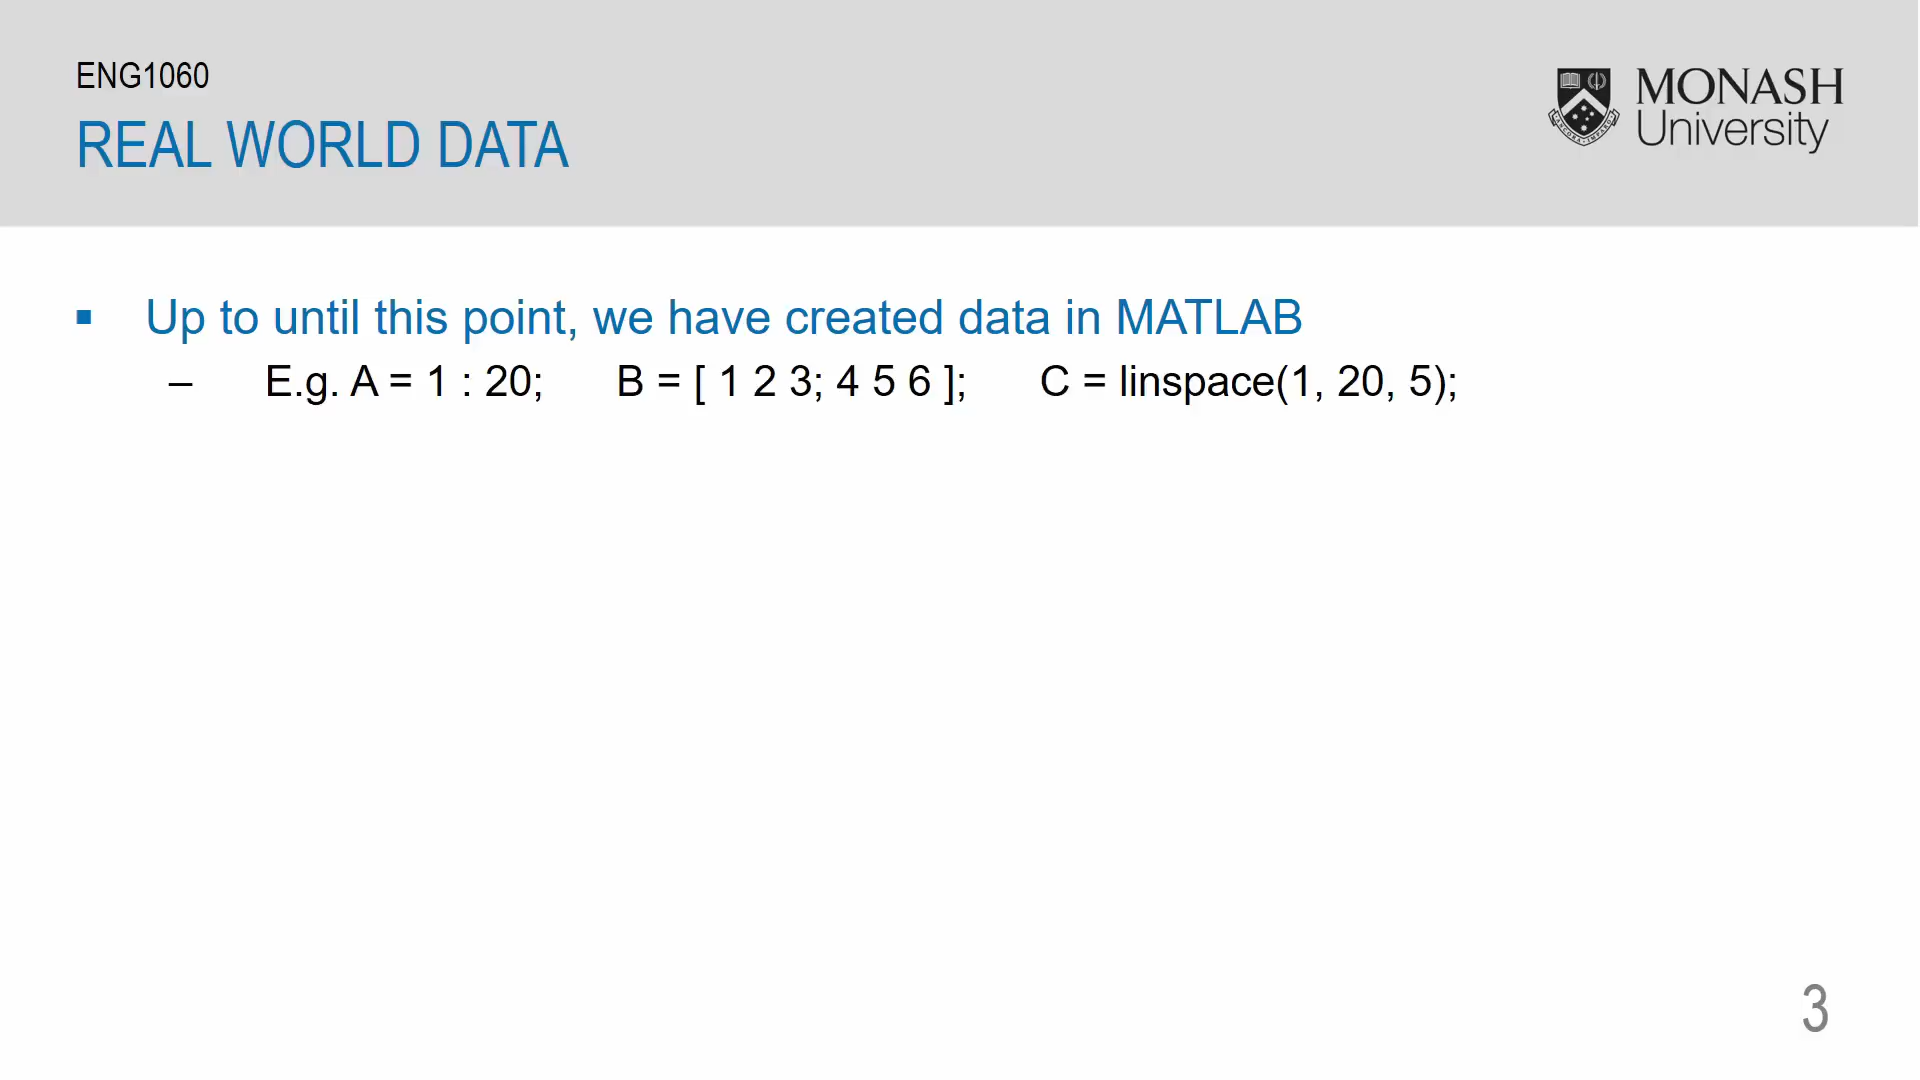 ENG1060
REAL WORLD DATA
MONASH
University
▪ Up to until this point, we have created data in MATLAB
– E.g. A = 1 : 20; B = [ 1 2 3; 4 5 6 ]; C = linspace(1, 20, 5);
3